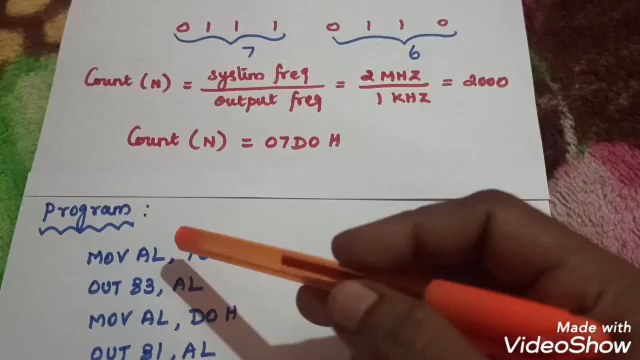 0 1 1 1 0 1 1 0
7 6
Count (N) = system freq / output freq = 2 MHZ / 1 KHZ = 2000
Count (N) = 07D0 H
Program :
MOV AL,
OUT 83, AL
MOV AL, D0 H
OUT 81, AL
Made with
VideoShow